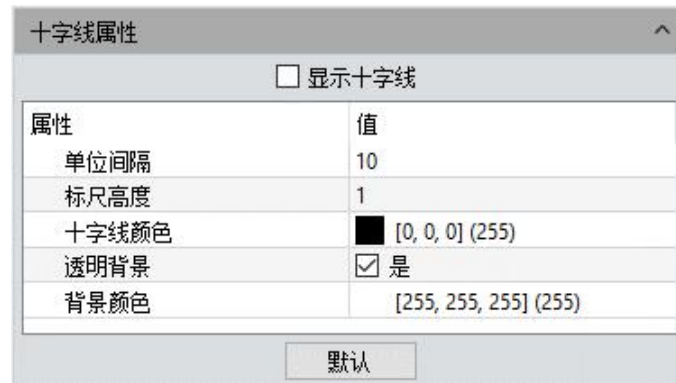 十字线属性
显示十字线
属性 值
单位间隔 10
标尺高度 1
十字线颜色 [0, 0, 0] (255)
透明背景 是
背景颜色 [255, 255, 255] (255)
默认